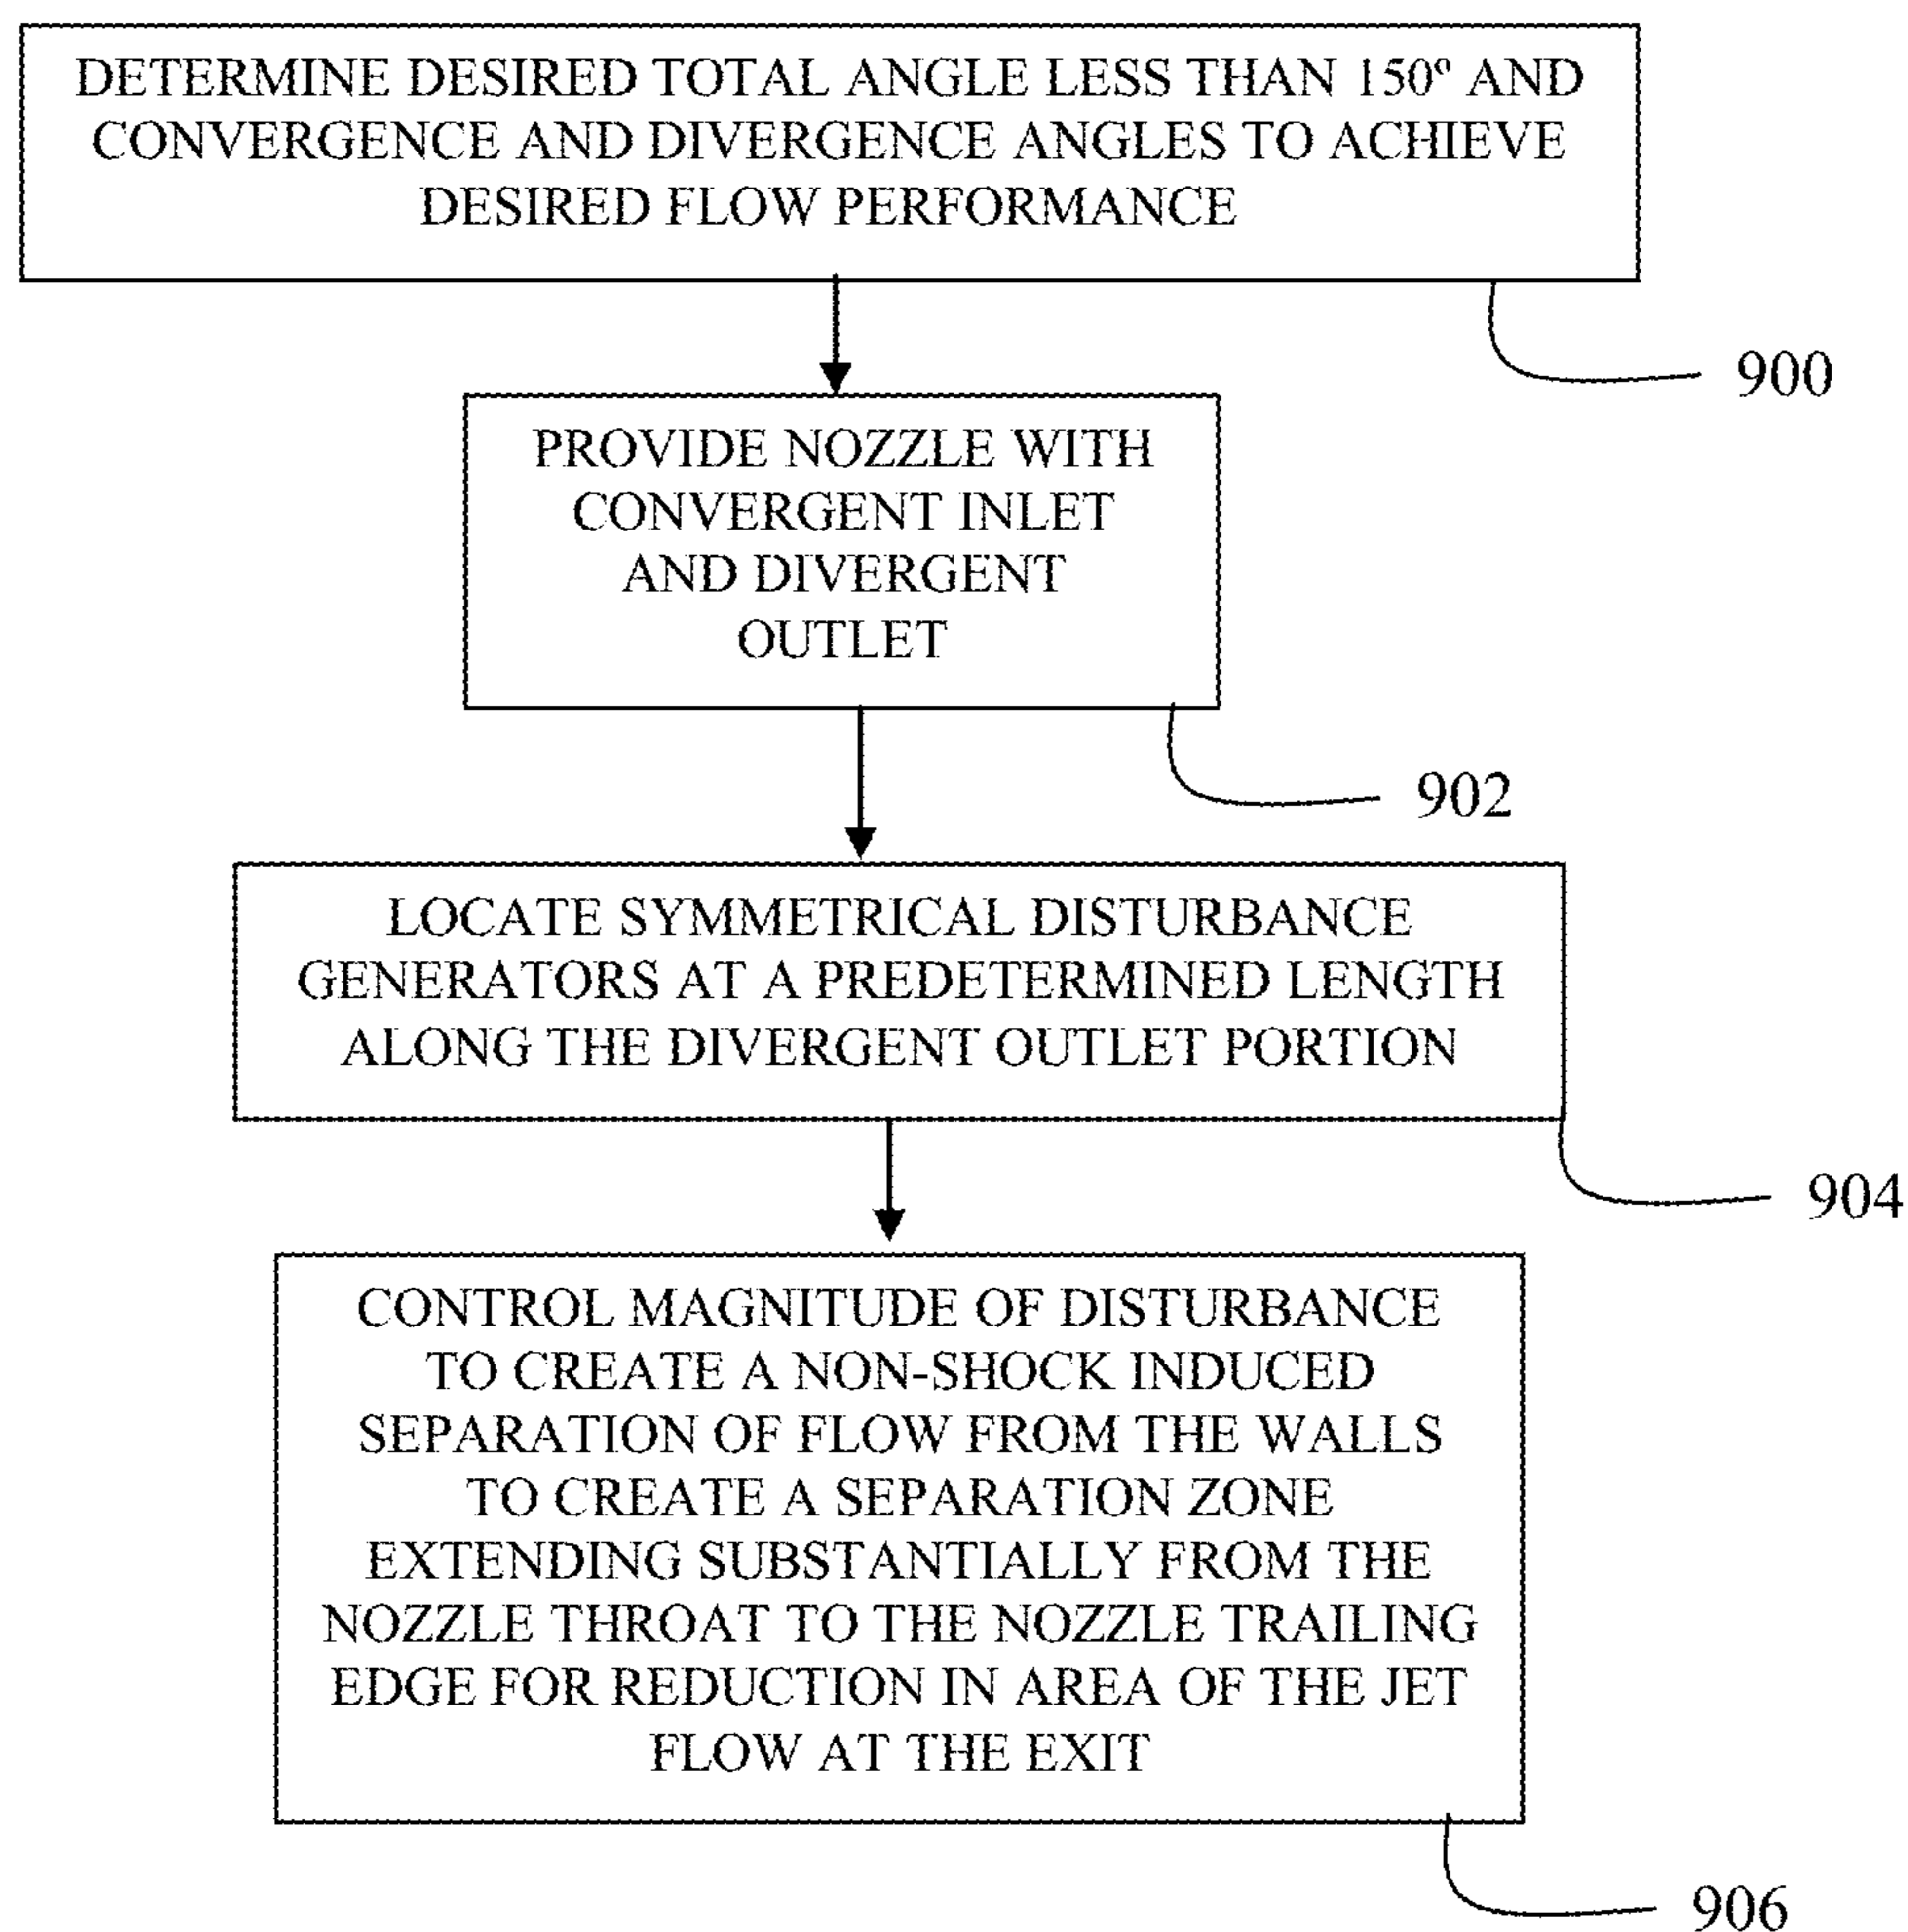 DETERMINE DESIRED TOTAL ANGLE LESS THAN 150º AND
CONVERGENCE AND DIVERGENCE ANGLES TO ACHIEVE
DESIRED FLOW PERFORMANCE
900
PROVIDE NOZZLE WITH
CONVERGENT INLET
AND DIVERGENT
OUTLET
902
LOCATE SYMMETRICAL DISTURBANCE
GENERATORS AT A PREDETERMINED LENGTH
ALONG THE DIVERGENT OUTLET PORTION
904
CONTROL MAGNITUDE OF DISTURBANCE
TO CREATE A NON-SHOCK INDUCED
SEPARATION OF FLOW FROM THE WALLS
TO CREATE A SEPARATION ZONE
EXTENDING SUBSTANTIALLY FROM THE
NOZZLE THROAT TO THE NOZZLE TRAILING
EDGE FOR REDUCTION IN AREA OF THE JET
FLOW AT THE EXIT
906